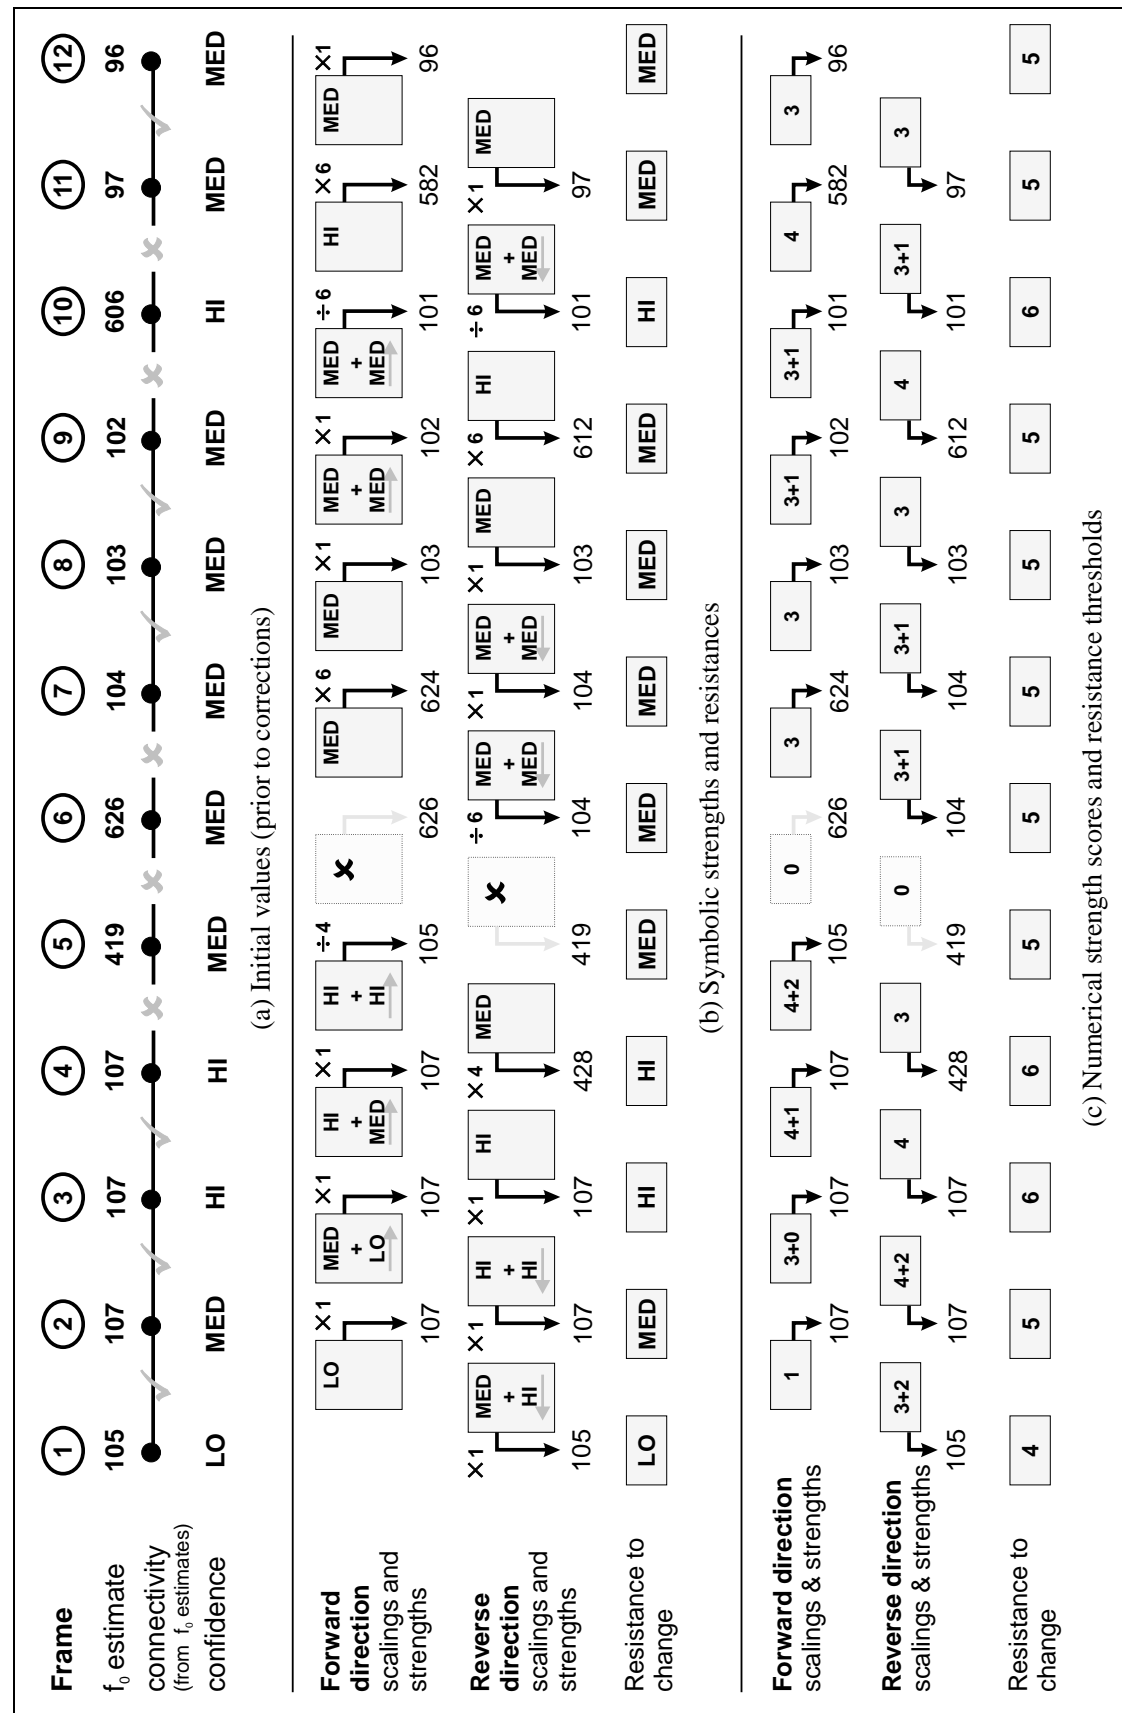 Frame 1 2 3 4 5 6 7 8 9 10 11 12
f0 estimate 105 107 107 107 419 626 104 103 102 606 97 96
connectivity
(from f0 estimates)
confidence LO MED HI HI MED MED MED MED MED HI MED MED
(a) Initial values (prior to corrections)
Forward direction scalings and strengths
×1 ×1 ×1 ÷4 ×6 ×1 ×1 ÷6 ×6 ×1
LO MED HI HI ✗ MED MED MED MED HI MED
+ + + + +
LO MED HI MED MED
107 107 107 105 626 624 103 102 101 582 96
Reverse direction scalings and strengths
×1 ×1 ×1 ×4 ÷6 ×1 ×1 ×6 ÷6 ×1
MED HI HI MED ✗ MED MED MED HI MED MED
+ + + + +
HI HI MED MED MED
105 107 107 428 419 104 104 103 612 101 97
Resistance to change
LO MED HI HI MED MED MED MED MED HI MED MED
(b) Symbolic strengths and resistances
Forward direction
scalings & strengths
1 3+0 4+1 4+2 0 3 3 3+1 3+1 4 3
107 107 107 105 626 624 103 102 101 582 96
Reverse direction
scalings & strengths
3+2 4+2 4 3 0 3+1 3+1 3 4 3+1 3
105 107 107 428 419 104 104 103 612 101 97
Resistance to change
4 5 6 6 5 5 5 5 5 6 5 5
(c) Numerical strength scores and resistance thresholds